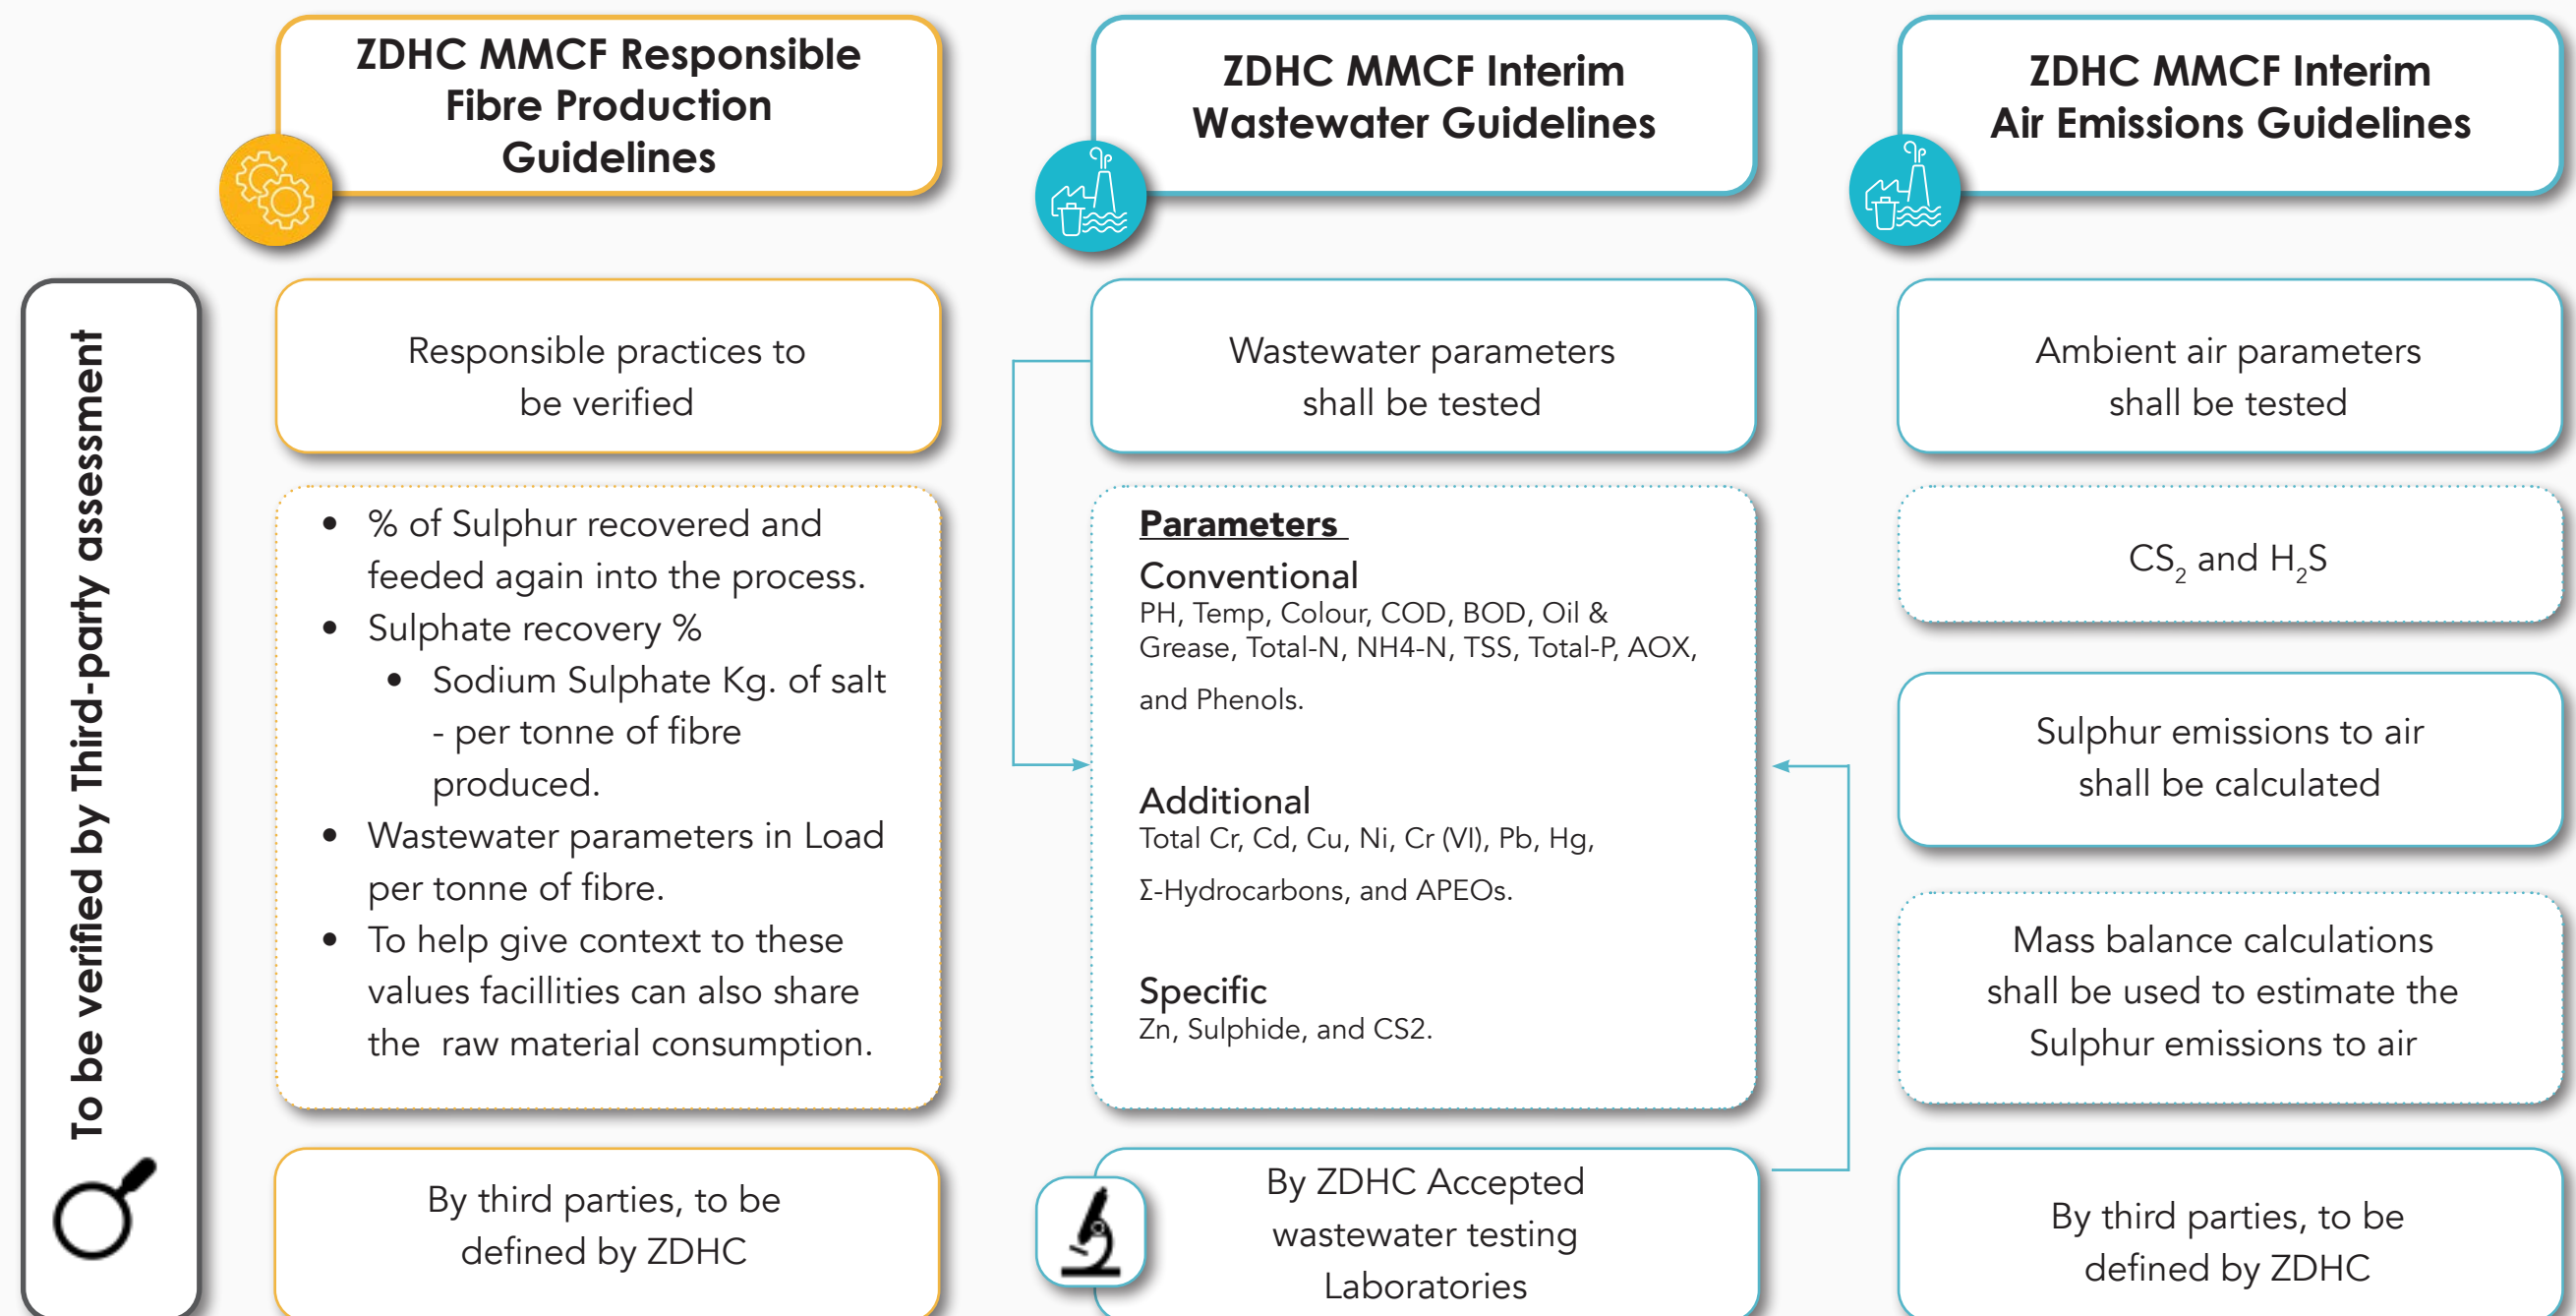 ZDHC MMCF Responsible
Fibre Production
Guidelines
ZDHC MMCF Interim
Wastewater Guidelines
ZDHC MMCF Interim
Air Emissions Guidelines
To be verified by Third-party assessment
Responsible practices to
be verified
• % of Sulphur recovered and
feeded again into the process.
• Sulphate recovery %
• Sodium Sulphate Kg. of salt
- per tonne of fibre
produced.
• Wastewater parameters in Load
per tonne of fibre.
• To help give context to these
values facillities can also share
the raw material consumption.
By third parties, to be
defined by ZDHC
Wastewater parameters
shall be tested
Parameters
Conventional
PH, Temp, Colour, COD, BOD, Oil &
Grease, Total-N, NH4-N, TSS, Total-P, AOX,
and Phenols.
Additional
Total Cr, Cd, Cu, Ni, Cr (VI), Pb, Hg,
Σ-Hydrocarbons, and APEOs.
Specific
Zn, Sulphide, and CS2.
By ZDHC Accepted
wastewater testing
Laboratories
Ambient air parameters
shall be tested
CS₂ and H₂S
Sulphur emissions to air
shall be calculated
Mass balance calculations
shall be used to estimate the
Sulphur emissions to air
By third parties, to be
defined by ZDHC